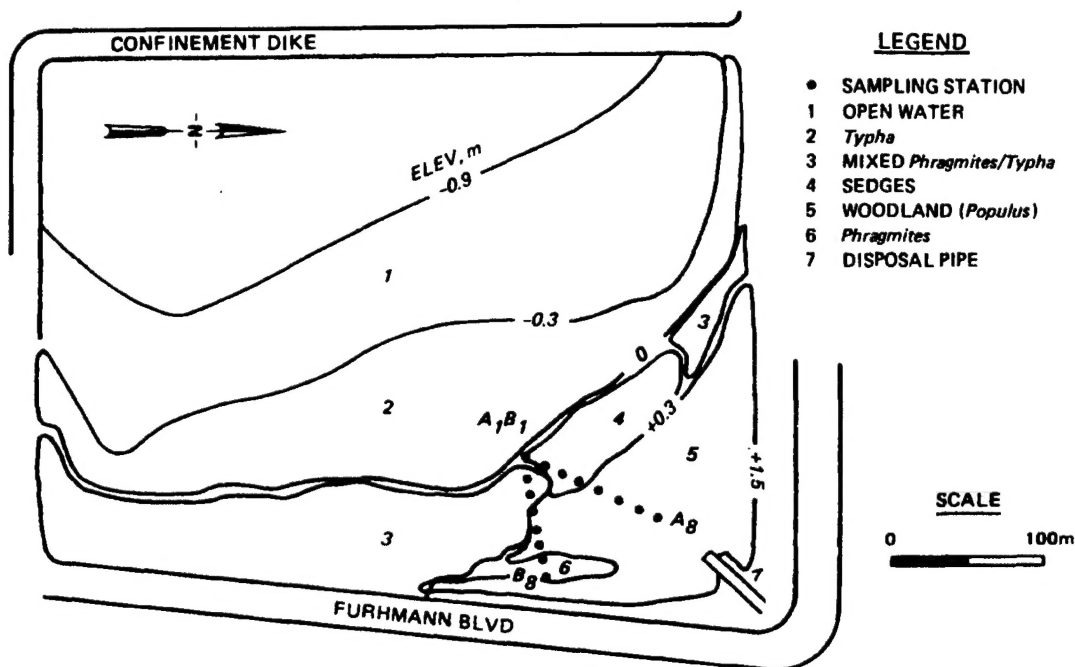 CONFINEMENT DIKE
N
ELEV, m
-0.9
1
-0.3
3
0
2
A1B1
4
+0.3
5
+1.5
A8
3
B8
6
7
FURHMANN BLVD
LEGEND
● SAMPLING STATION
1 OPEN WATER
2 Typha
3 MIXED Phragmites/Typha
4 SEDGES
5 WOODLAND (Populus)
6 Phragmites
7 DISPOSAL PIPE
SCALE
0 100m